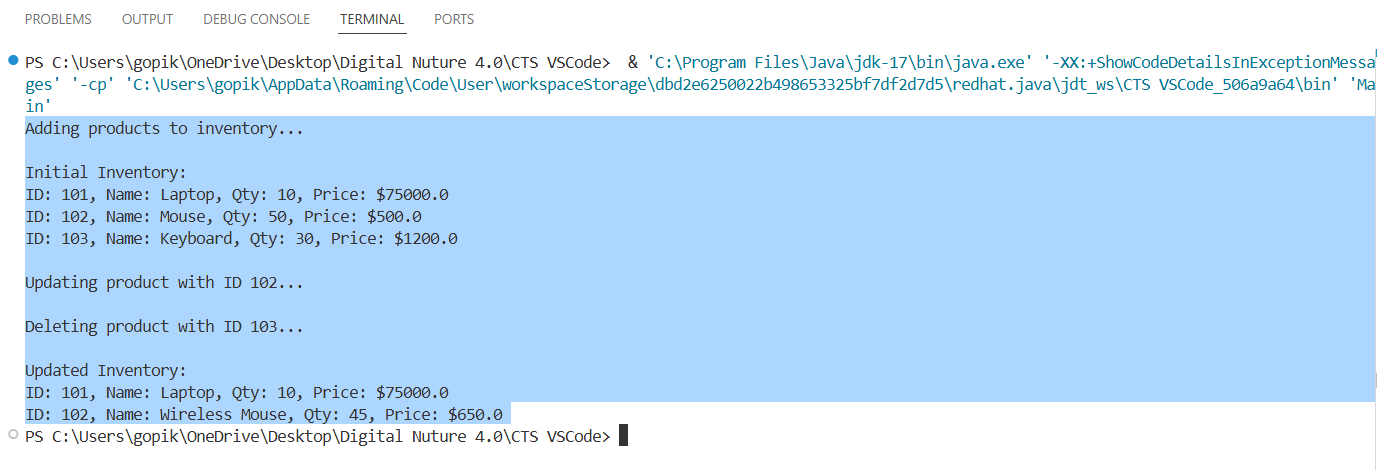 PROBLEMS OUTPUT DEBUG CONSOLE TERMINAL PORTS
PS C:\Users\gopik\OneDrive\Desktop\Digital Nuture 4.0\CTS VSCode>  & 'C:\Program Files\Java\jdk-17\bin\java.exe' '-XX:+ShowCodeDetailsInExceptionMessa
ges' '-cp' 'C:\Users\gopik\AppData\Roaming\Code\User\workspaceStorage\dbd2e6250022b498653325bf7df2d7d5\redhat.java\jdt_ws\CTS VSCode_506a9a64\bin' 'Ma
in'
Adding products to inventory...
Initial Inventory:
ID: 101, Name: Laptop, Qty: 10, Price: $75000.0
ID: 102, Name: Mouse, Qty: 50, Price: $500.0
ID: 103, Name: Keyboard, Qty: 30, Price: $1200.0
Updating product with ID 102...
Deleting product with ID 103...
Updated Inventory:
ID: 101, Name: Laptop, Qty: 10, Price: $75000.0
ID: 102, Name: Wireless Mouse, Qty: 45, Price: $650.0
PS C:\Users\gopik\OneDrive\Desktop\Digital Nuture 4.0\CTS VSCode>